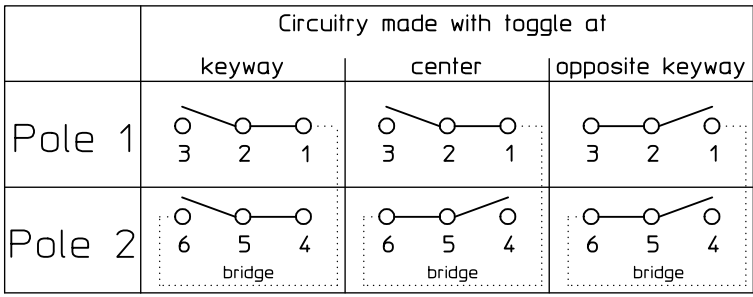 Circuitry made with toggle at
keyway center opposite keyway
Pole 1
3 2 1 3 2 1 3 2 1
Pole 2
6 5 4 6 5 4 6 5 4
bridge bridge bridge